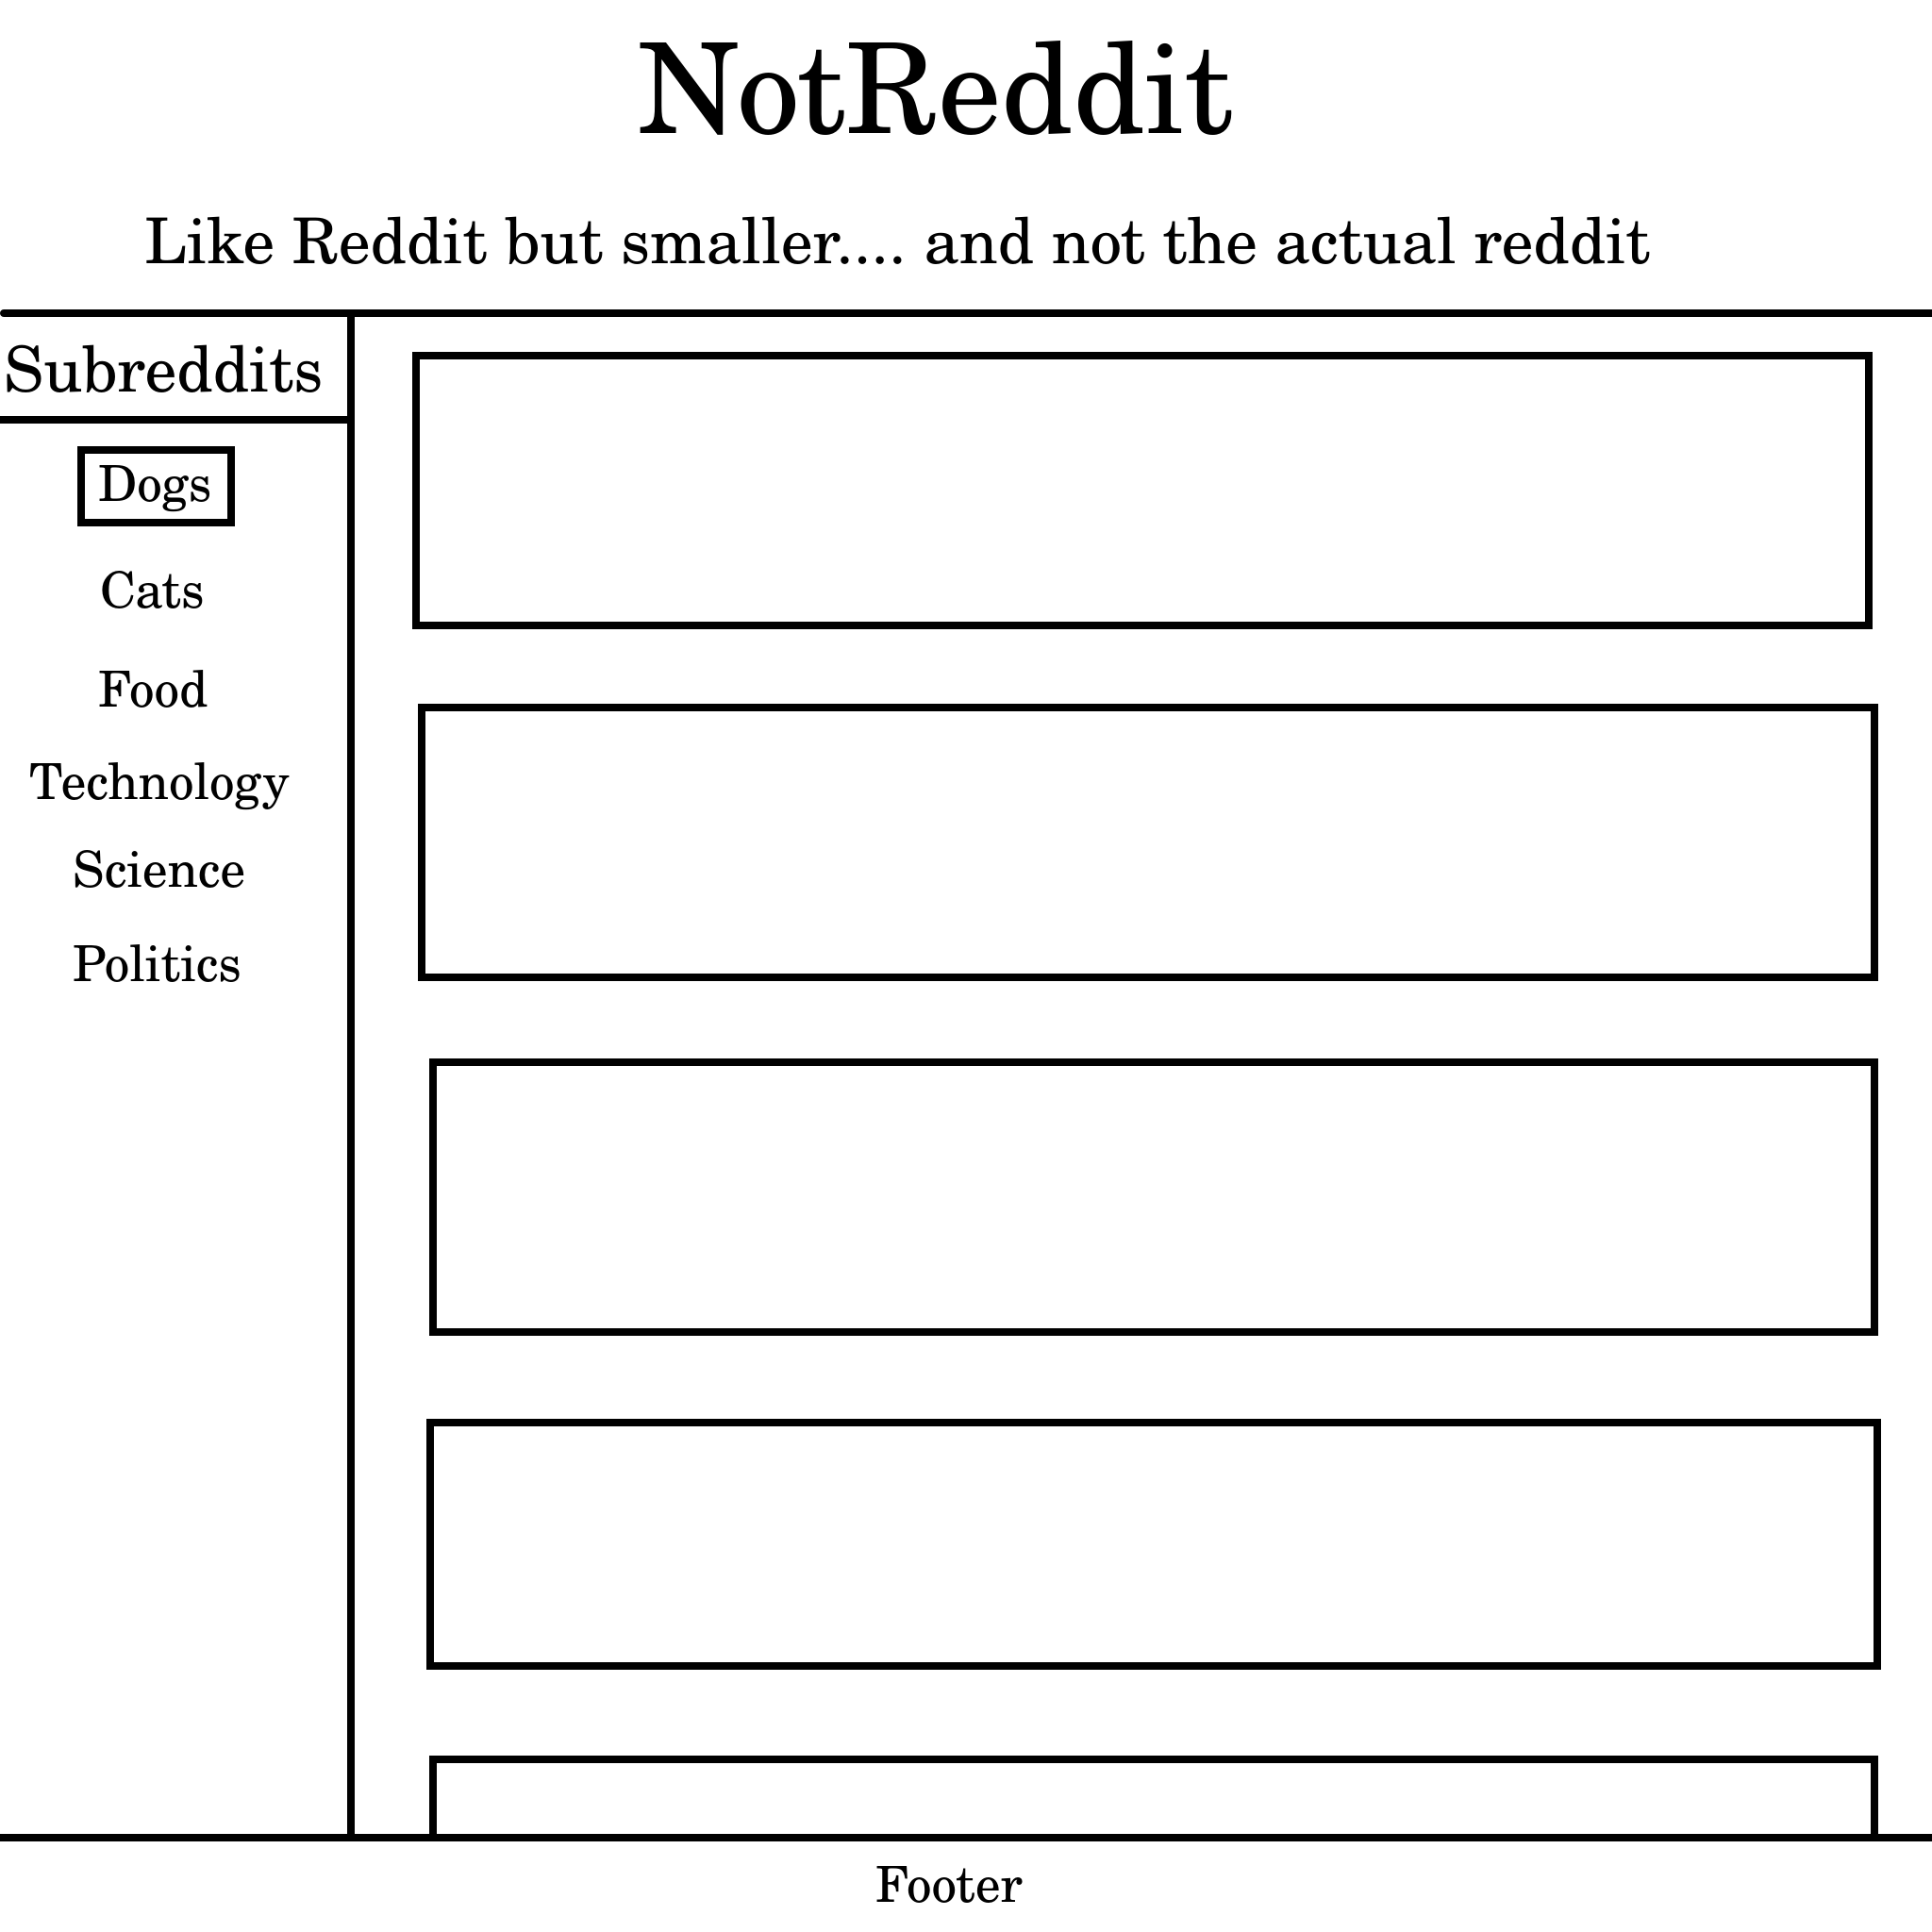 NotReddit
Like Reddit but smaller.... and not the actual reddit
Subreddits
Dogs
Cats
Food
Technology
Science
Politics
Footer